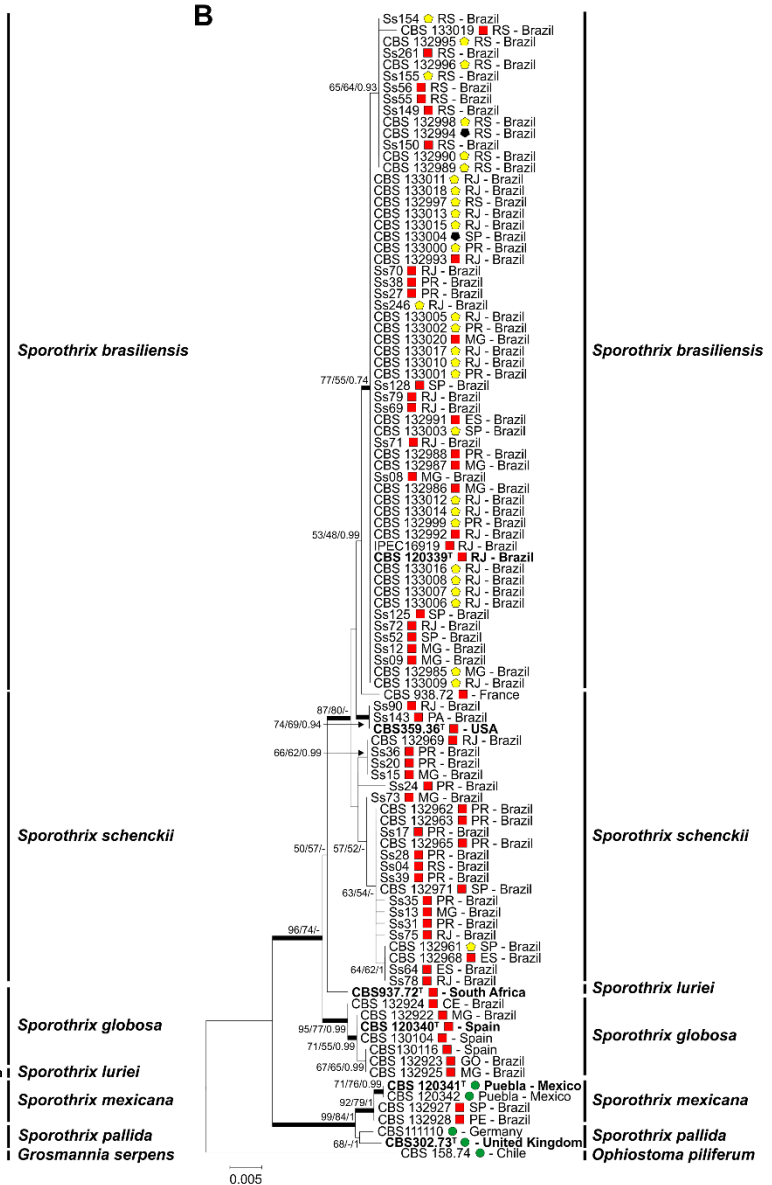 B
Ss154 RS - Brazil
CBS 133019 RS - Brazil
CBS 132995 RS - Brazil
Ss261 RS - Brazil
CBS 132996 RS - Brazil
Ss155 RS - Brazil
65/64/0.93
Ss56 RS - Brazil
Ss55 RS - Brazil
Ss149 RS - Brazil
CBS 132998 RS - Brazil
CBS 132994 RS - Brazil
Ss150 RS - Brazil
CBS 132990 RS - Brazil
CBS 132989 RS - Brazil
CBS 133011 RJ - Brazil
CBS 133018 RJ - Brazil
CBS 132997 RS - Brazil
CBS 133013 RJ - Brazil
CBS 133015 RJ - Brazil
CBS 133004 SP - Brazil
CBS 133000 PR - Brazil
CBS 132993 RJ - Brazil
Ss70 RJ - Brazil
Ss38 PR - Brazil
Ss27 PR - Brazil
Ss246 RJ - Brazil
CBS 133005 RJ - Brazil
CBS 133002 PR - Brazil
CBS 133020 MG - Brazil
Sporothrix brasiliensis
CBS 133017 RJ - Brazil
Sporothrix brasiliensis
CBS 133010 RJ - Brazil
CBS 133001 PR - Brazil
77/55/0.74
Ss128 SP - Brazil
Ss79 RJ - Brazil
Ss69 RJ - Brazil
CBS 132991 ES - Brazil
CBS 133003 SP - Brazil
Ss71 RJ - Brazil
CBS 132988 PR - Brazil
CBS 132987 MG - Brazil
Ss08 MG - Brazil
CBS 132986 MG - Brazil
CBS 133012 RJ - Brazil
CBS 133014 RJ - Brazil
CBS 132999 PR - Brazil
53/48/0.99
CBS 132992 RJ - Brazil
IPEC16919 RJ - Brazil
CBS 120339ᵀ RJ - Brazil
CBS 133016 RJ - Brazil
CBS 133008 RJ - Brazil
CBS 133007 RJ - Brazil
CBS 133006 RJ - Brazil
Ss125 SP - Brazil
Ss72 RJ - Brazil
Ss52 SP - Brazil
Ss12 MG - Brazil
Ss09 MG - Brazil
CBS 132985 MG - Brazil
CBS 133009 RJ - Brazil
CBS 938.72 - France
Ss90 RJ - Brazil
87/80/-
Ss143 PA - Brazil
74/69/0.94
CBS359.36ᵀ - USA
CBS 132969 RJ - Brazil
66/62/0.99
Ss36 PR - Brazil
Ss20 PR - Brazil
Ss15 MG - Brazil
Ss24 PR - Brazil
Ss73 MG - Brazil
CBS 132962 PR - Brazil
CBS 132963 PR - Brazil
Sporothrix schenckii
Ss17 PR - Brazil
Sporothrix schenckii
CBS 132965 PR - Brazil
50/57/-
57/52/-
Ss28 PR - Brazil
Ss04 RS - Brazil
Ss39 PR - Brazil
63/54/-
CBS 132971 SP - Brazil
Ss35 PR - Brazil
Ss13 MG - Brazil
Ss31 PR - Brazil
96/74/-
Ss75 RJ - Brazil
CBS 132961 SP - Brazil
CBS 132968 ES - Brazil
64/62/1
Ss64 ES - Brazil
Ss78 RJ - Brazil
CBS937.72ᵀ - South Africa
Sporothrix luriei
CBS 132924 CE - Brazil
CBS 132922 MG - Brazil
Sporothrix globosa
95/77/0.99
CBS 120340ᵀ - Spain
Sporothrix globosa
CBS 130104 - Spain
71/55/0.99
CBS130116 - Spain
67/65/0.99
CBS 132923 GO - Brazil
Sporothrix luriei
CBS 132925 MG - Brazil
71/76/0.99
CBS 120341ᵀ Puebla - Mexico
Sporothrix mexicana
CBS 120342 Puebla - Mexico
Sporothrix mexicana
92/79/1
CBS 132927 SP - Brazil
99/84/1
CBS 132928 PE - Brazil
CBS111110 - Germany
Sporothrix pallida
68/-/1
CBS302.73ᵀ - United Kingdom
Sporothrix pallida
Grosmannia serpens
CBS 158.74 - Chile
Ophiostoma piliferum
0.005